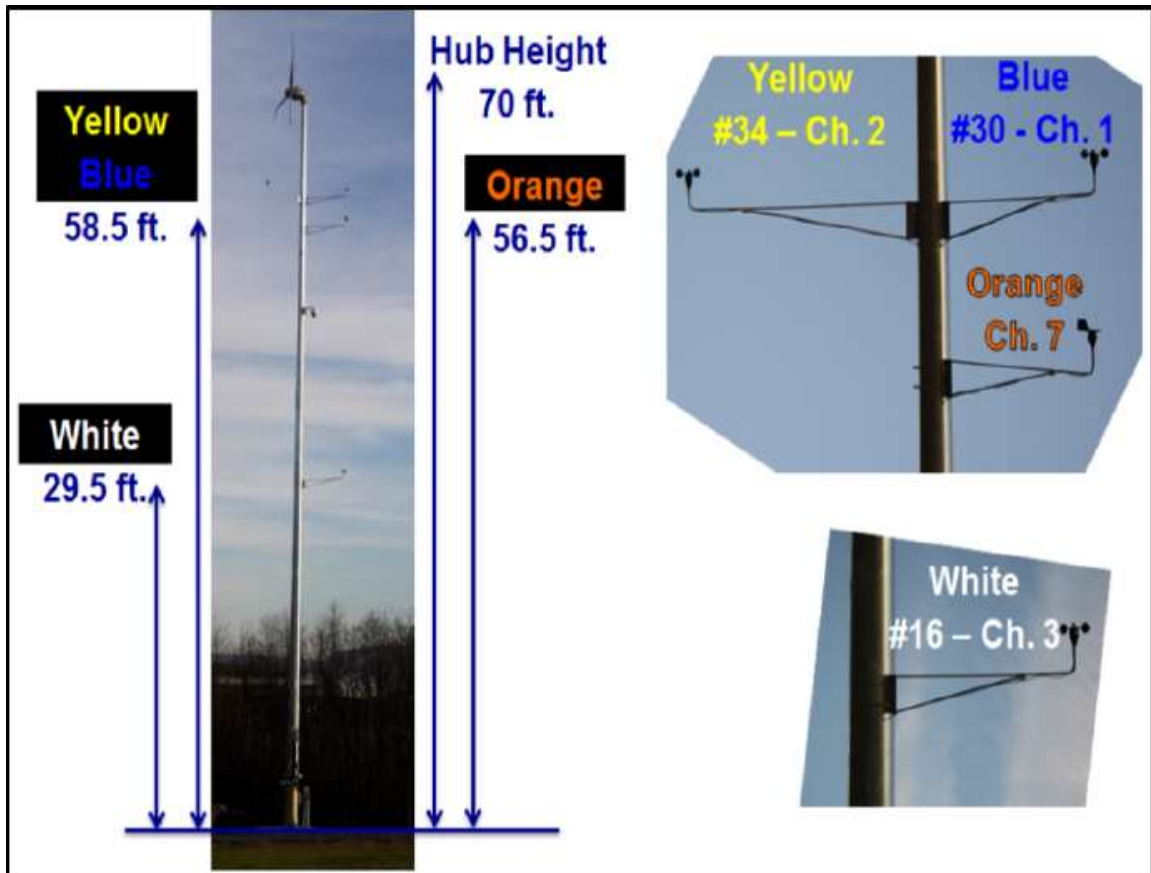 Hub Height
70 ft.
Yellow
Blue
58.5 ft.
Orange
56.5 ft.
White
29.5 ft.
Yellow
#34 – Ch. 2
Blue
#30 - Ch. 1
Orange
Ch. 7
White
#16 – Ch. 3